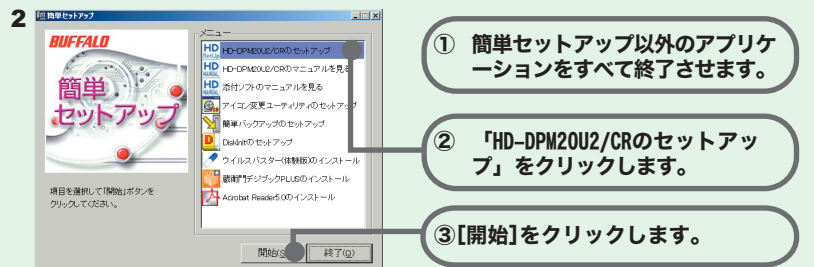 2
簡単セットアップ
BUFFALO
簡単
セットアップ
項目を選択して「開始」ボタンを
クリックしてください。
メニュー
HD-DPM20U2/CRのセットアップ
HD-DPM20U2/CRのマニュアルを見る
添付ソフトのマニュアルを見る
アイコン変更ユーティリティのセットアップ
簡単バックアップのセットアップ
DiskInitのセットアップ
ウイルスバスター(体験版)のインストール
蔵衛門デジブックPLUSのインストール
Acrobat Reader5.0のインストール
開始(S
終了(Q)
① 簡単セットアップ以外のアプリケ
ーションをすべて終了させます。
② 「HD-DPM20U2/CRのセットアッ
プ」をクリックします。
③[開始]をクリックします。